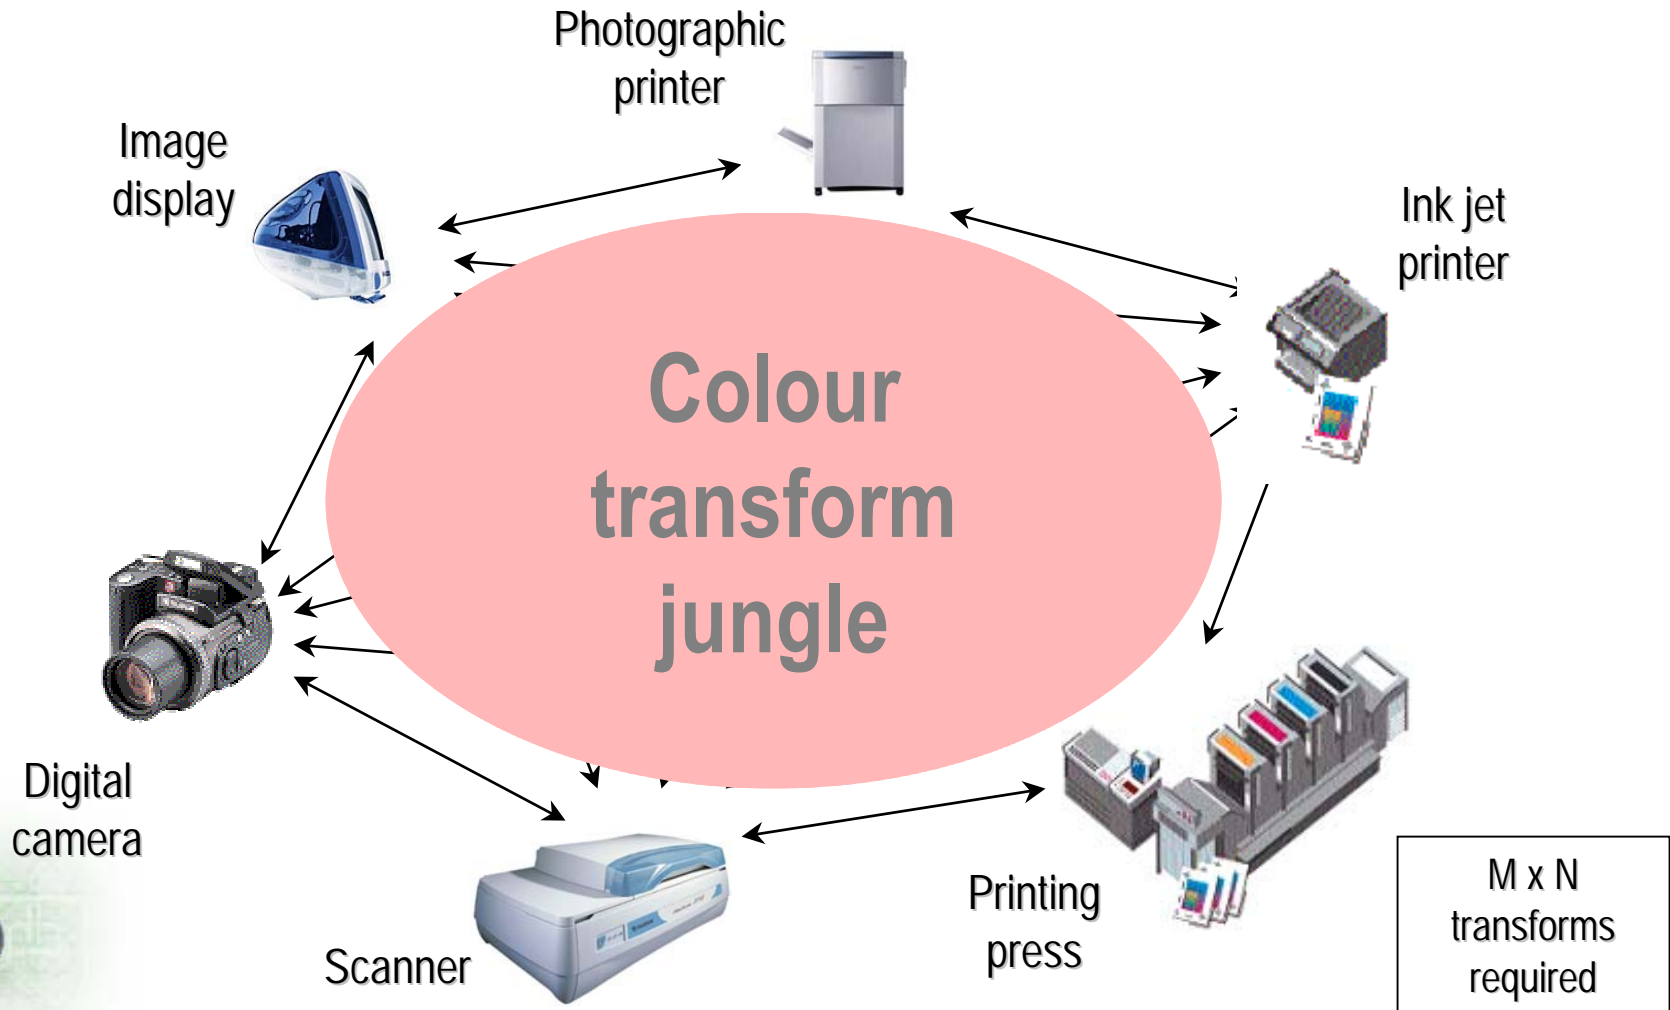 Photographic
printer
Image
display
Ink jet
printer
Colour
transform
jungle
Digital
camera
Scanner
Printing
press
M x N
transforms
required